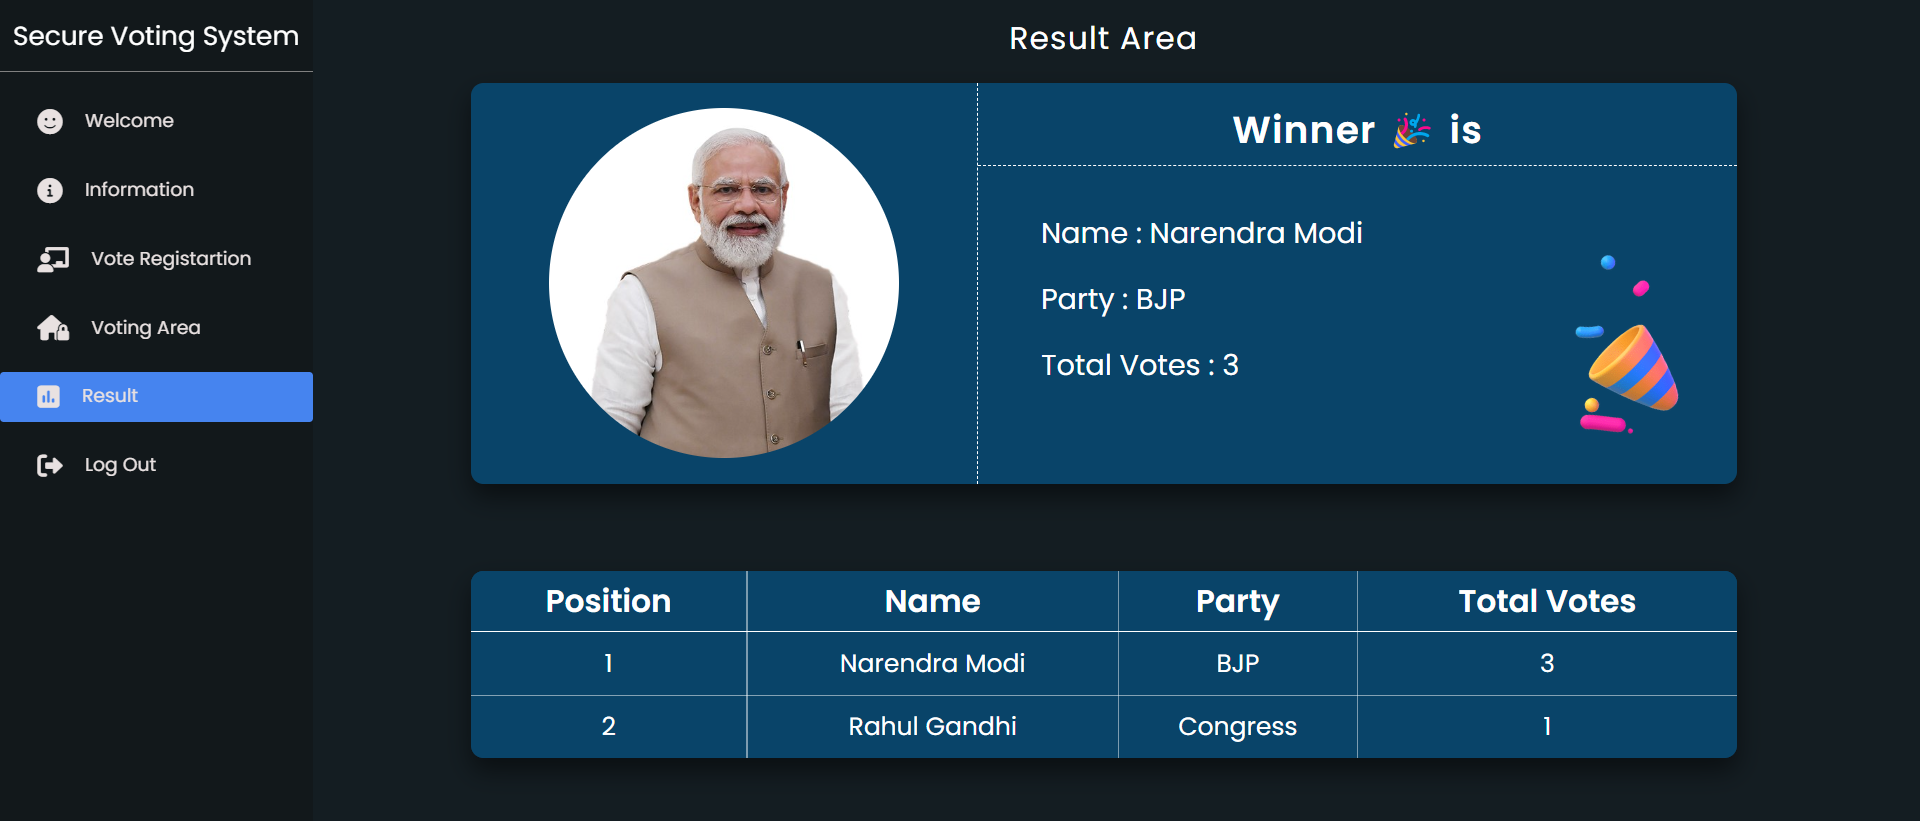 Secure Voting System
Welcome
Information
Vote Registartion
Voting Area
Result
Log Out
Result Area
Winner 🎉 is
Name : Narendra Modi
Party : BJP
Total Votes : 3
Position Name Party Total Votes
1 Narendra Modi BJP 3
2 Rahul Gandhi Congress 1